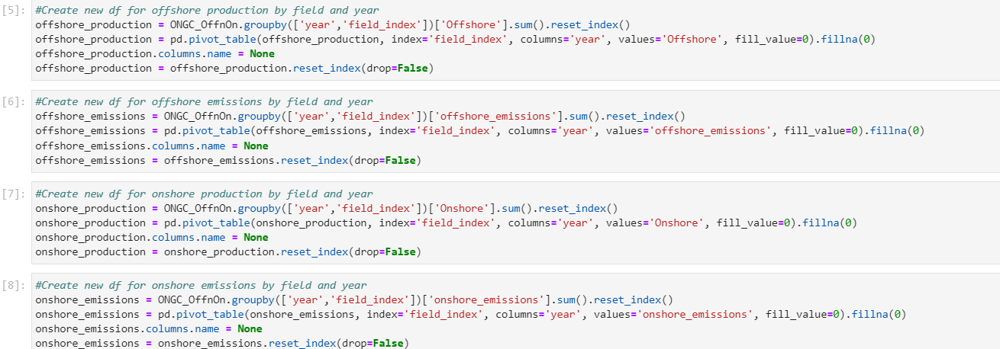 [5]: #Create new df for offshore production by field and year
offshore_production = ONGC_OffnOn.groupby(['year','field_index'])['Offshore'].sum().reset_index()
offshore_production = pd.pivot_table(offshore_production, index='field_index', columns='year', values='Offshore', fill_value=0).fillna(0)
offshore_production.columns.name = None
offshore_production = offshore_production.reset_index(drop=False)
[6]: #Create new df for offshore emissions by field and year
offshore_emissions = ONGC_OffnOn.groupby(['year','field_index'])['offshore_emissions'].sum().reset_index()
offshore_emissions = pd.pivot_table(offshore_emissions, index='field_index', columns='year', values='offshore_emissions', fill_value=0).fillna(0)
offshore_emissions.columns.name = None
offshore_emissions = offshore_emissions.reset_index(drop=False)
[7]: #Create new df for onshore production by field and year
onshore_production = ONGC_OffnOn.groupby(['year','field_index'])['Onshore'].sum().reset_index()
onshore_production = pd.pivot_table(onshore_production, index='field_index', columns='year', values='Onshore', fill_value=0).fillna(0)
onshore_production.columns.name = None
onshore_production = onshore_production.reset_index(drop=False)
[8]: #Create new df for onshore emissions by field and year
onshore_emissions = ONGC_OffnOn.groupby(['year','field_index'])['onshore_emissions'].sum().reset_index()
onshore_emissions = pd.pivot_table(onshore_emissions, index='field_index', columns='year', values='onshore_emissions', fill_value=0).fillna(0)
onshore_emissions.columns.name = None
onshore_emissions = onshore_emissions.reset_index(drop=False)